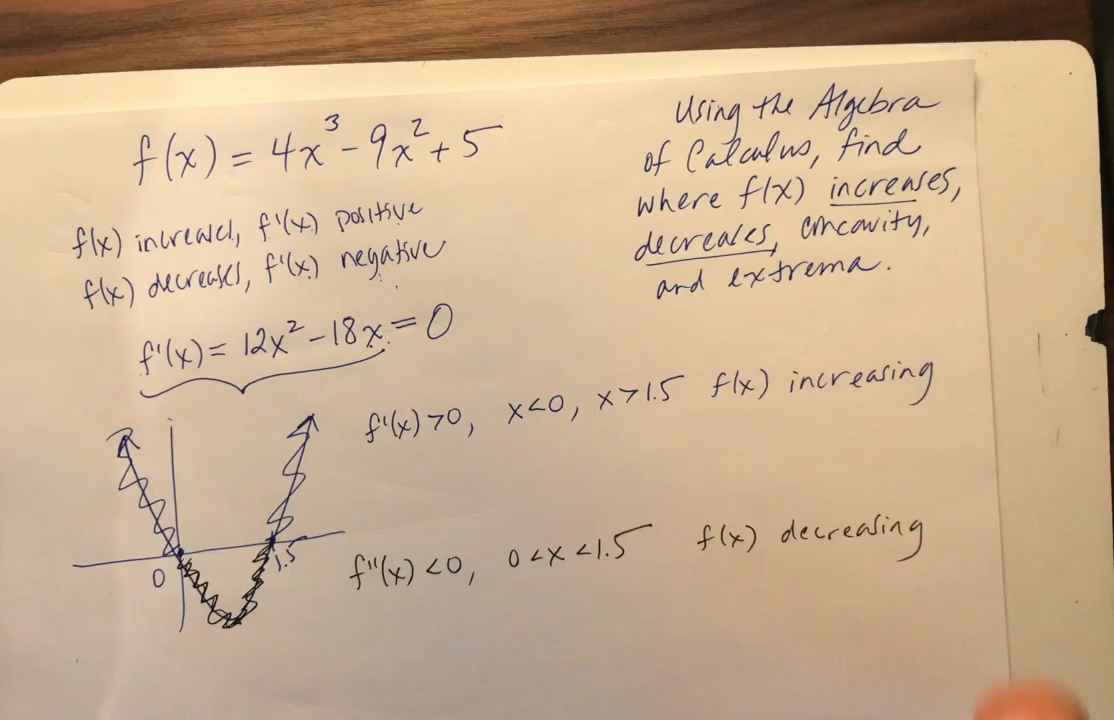 f(x) = 4x³ - 9x² + 5
Using the Algebra
of Calculus, find
where f(x) increases,
decreases, concavity,
and extrema.
f(x) increases, f'(x) positive
f(x) decreases, f'(x) negative
f'(x) = 12x² - 18x = 0
f'(x) > 0, x < 0, x > 1.5 f(x) increasing
0 1.5
f''(x) < 0, 0 < x < 1.5 f(x) decreasing